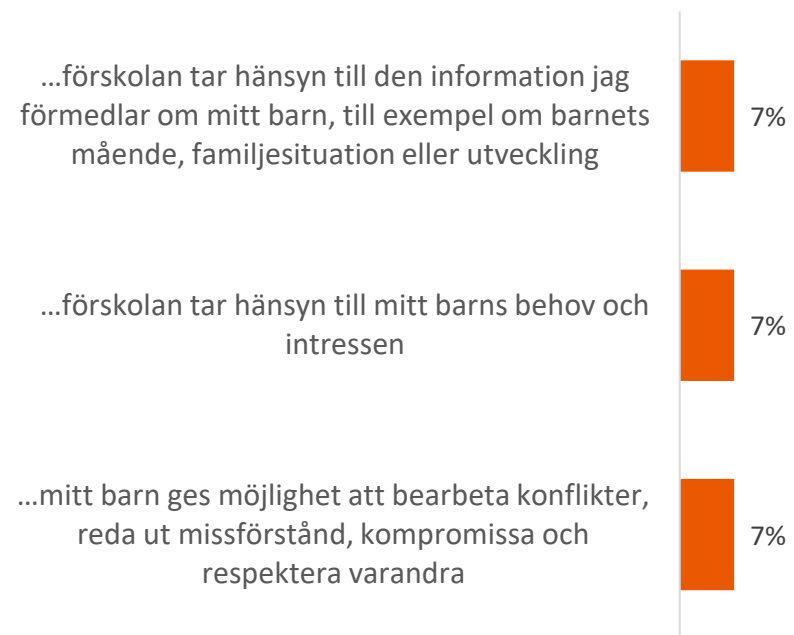 ...förskolan tar hänsyn till den information jag
förmedlar om mitt barn, till exempel om barnets
mående, familjesituation eller utveckling
7%
...förskolan tar hänsyn till mitt barns behov och
intressen
7%
...mitt barn ges möjlighet att bearbeta konflikter,
reda ut missförstånd, kompromissa och
respektera varandra
7%